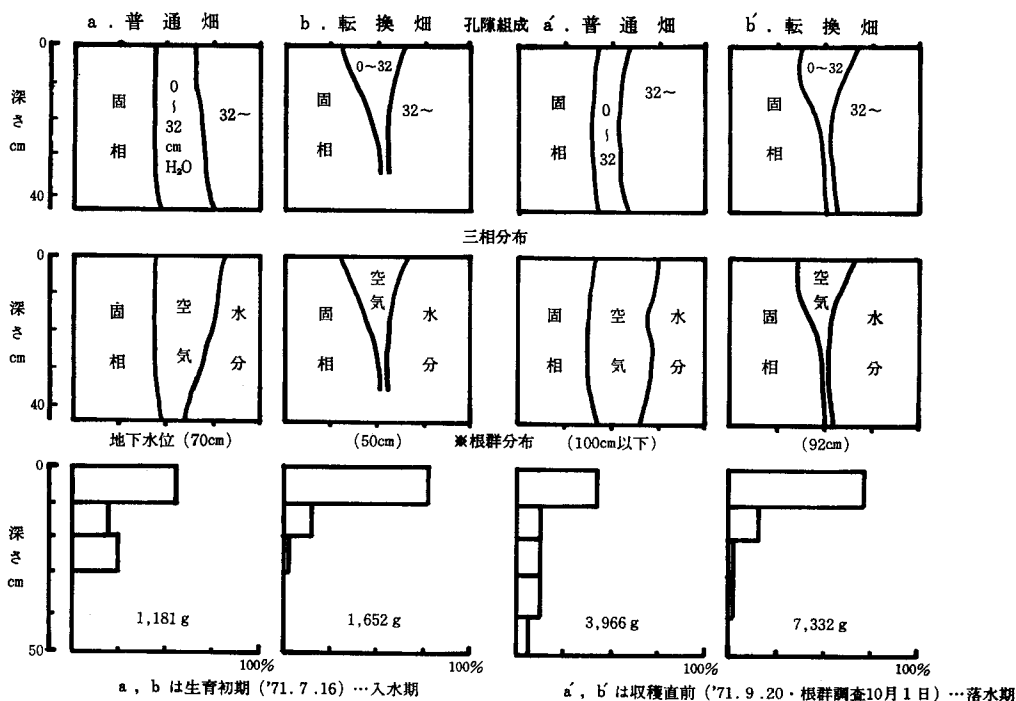 a．普通畑 b．転換畑 孔隙組成 a′．普通畑 b′．転換畑
0
深さ cm
40
固相 0～32 cm H₂O 32～
固相 0～32 32～
固相 0～32 32～
固相 0～32 32～
三相分布
0
深さ cm
40
固相 空気 水分
固相 空気 水分
固相 空気 水分
固相 空気 水分
地下水位 (70cm) (50cm) ※根群分布 (100cm以下) (92cm)
0
深さ cm
50
1,181g 1,652g 3,966g 7,332g
100% 100% 100% 100%
a，b は生育初期 ('71.7.16) …入水期 a′，b′は収穫直前 ('71.9.20・根群調査10月1日) …落水期